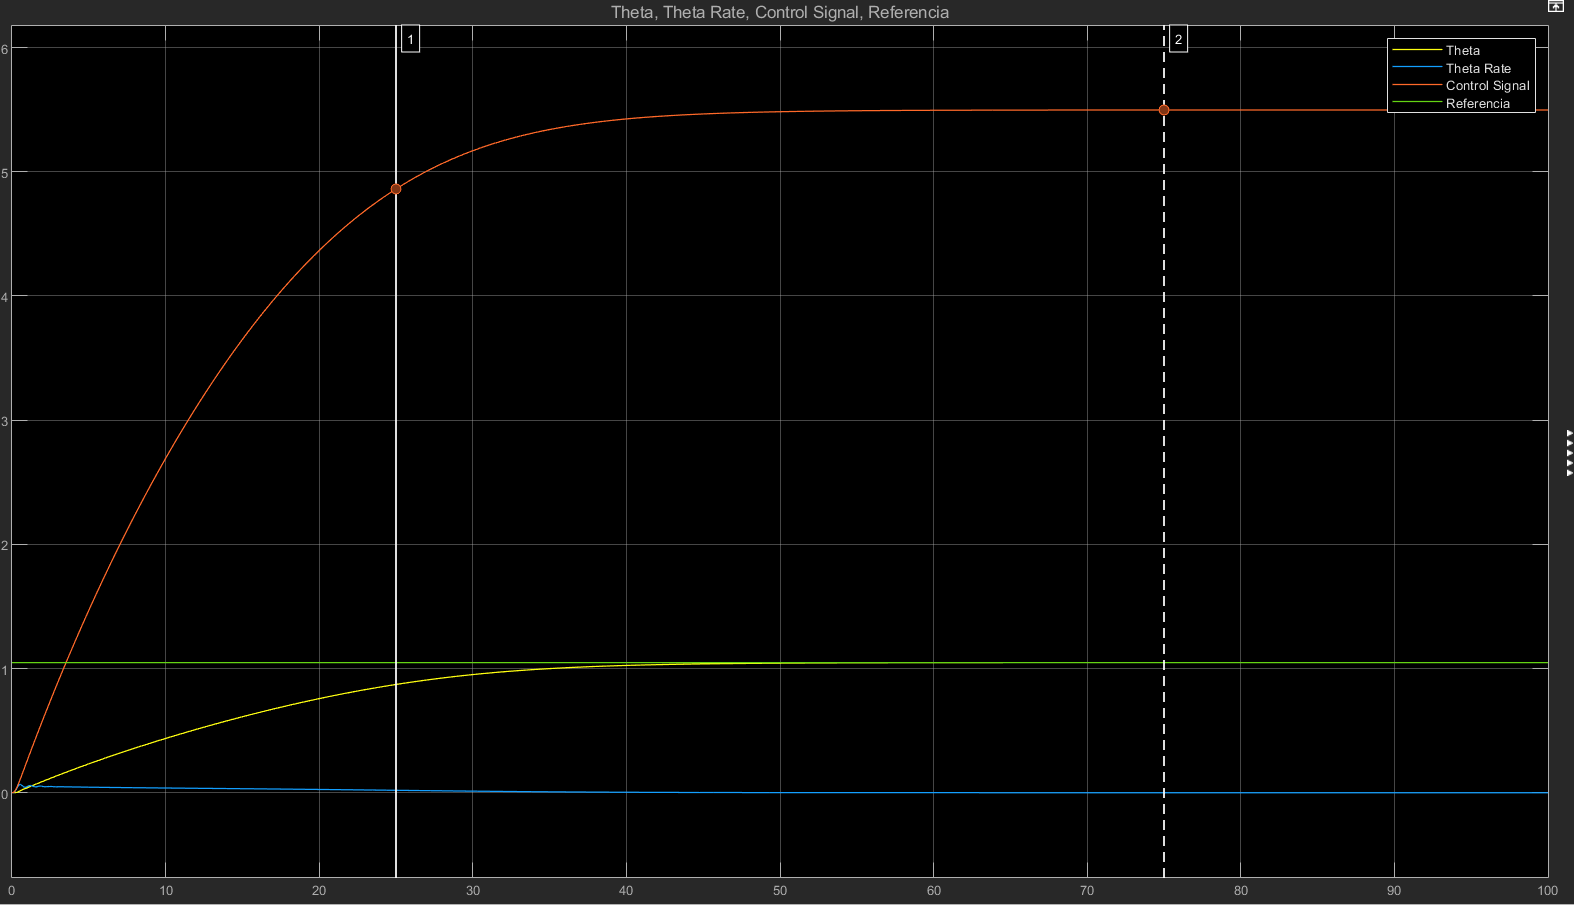 Theta, Theta Rate, Control Signal, Referencia
1
2
Theta
Theta Rate
Control Signal
Referencia
6
5
4
3
2
1
0
0 10 20 30 40 50 60 70 80 90 100